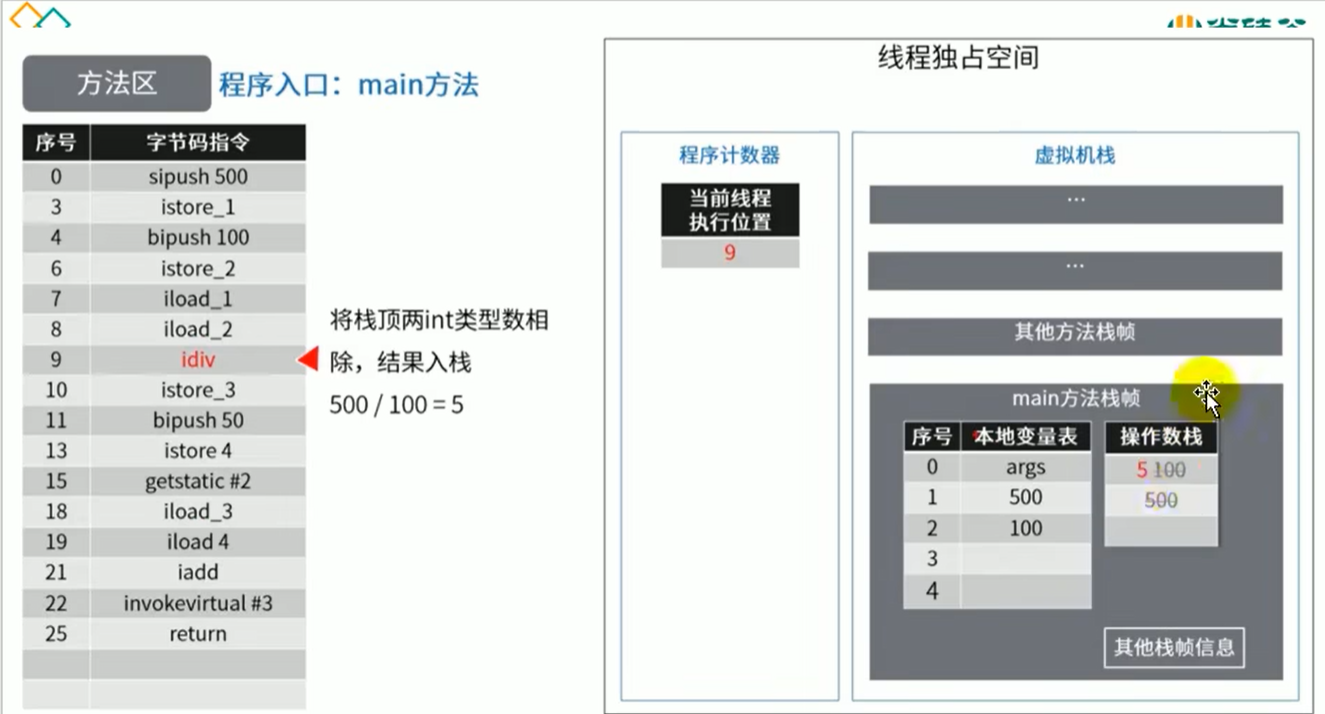 方法区 程序入口：main方法
序号 字节码指令
0 sipush 500
3 istore_1
4 bipush 100
6 istore_2
7 iload_1
8 iload_2
9 idiv
10 istore_3
11 bipush 50
13 istore 4
15 getstatic #2
18 iload_3
19 iload 4
21 iadd
22 invokevirtual #3
25 return
将栈顶两int类型数相
除，结果入栈
500 / 100 = 5
线程独占空间
程序计数器
当前线程
执行位置
9
虚拟机栈
...
...
其他方法栈帧
main方法栈帧
序号 本地变量表
0 args
1 500
2 100
3
4
操作数栈
5 100
500
其他栈帧信息